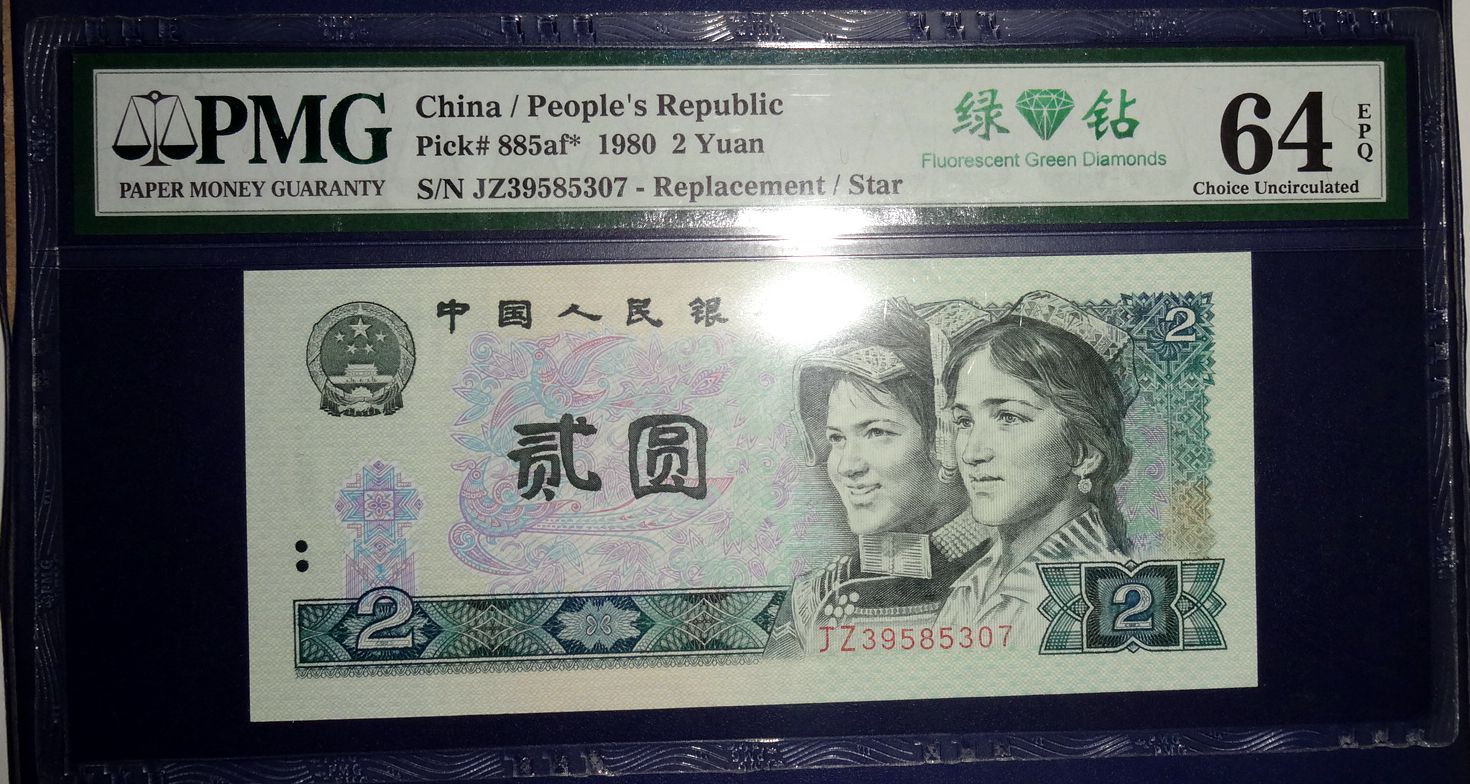 PMG
PAPER MONEY GUARANTY
China / People's Republic
Pick# 885af* 1980 2 Yuan
S/N JZ39585307 - Replacement / Star
绿 钻
Fluorescent Green Diamonds
64
EPQ
Choice Uncirculated
中国人民银
2
贰圆
2
2
JZ39585307
PMG